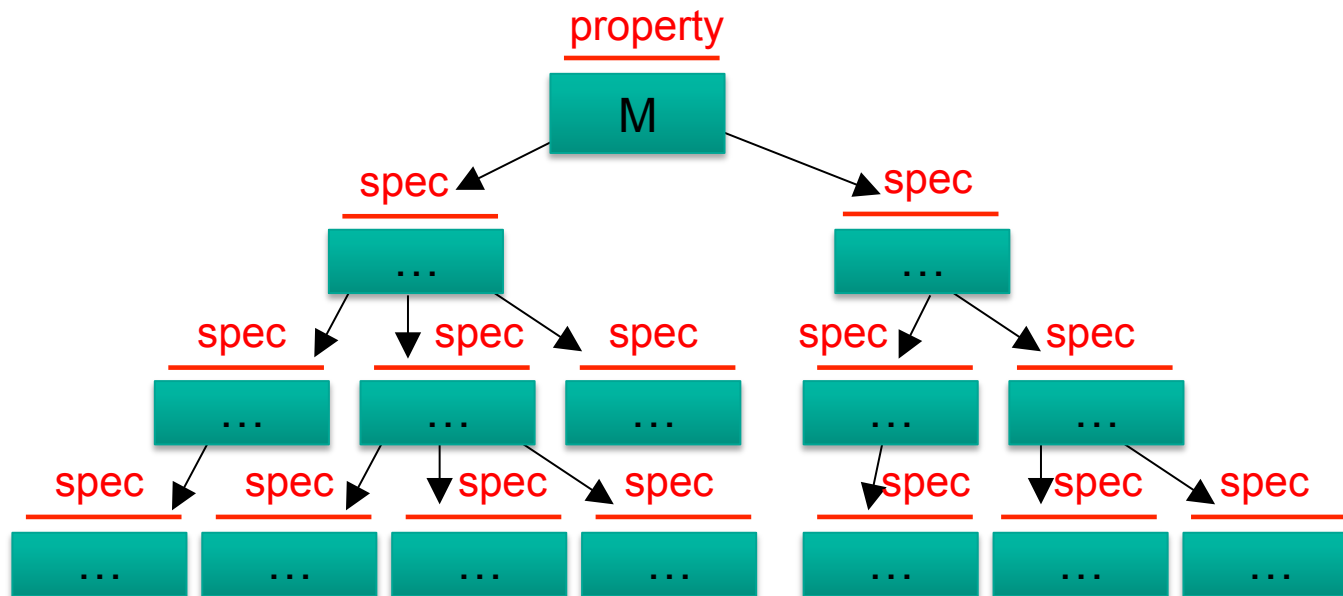 property
M
spec spec
... ...
spec spec spec spec spec
... ... ... ... ...
spec spec spec spec spec spec spec
... ... ... ... ... ... ...